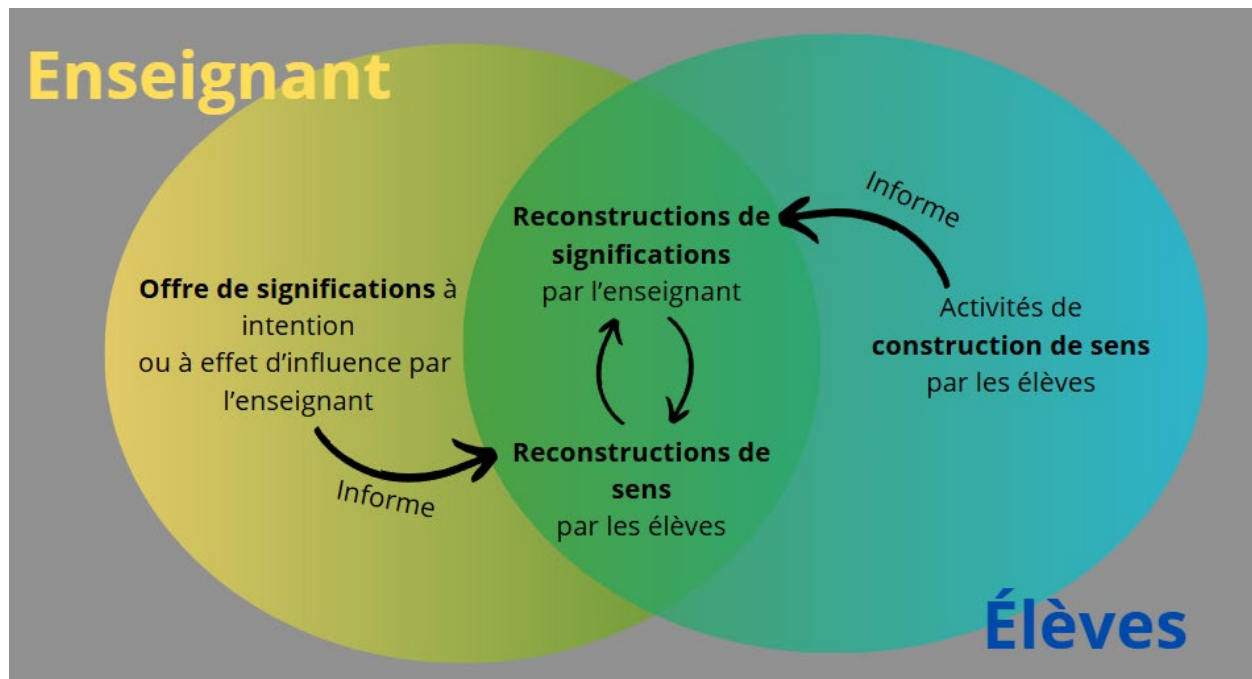 Enseignant
Offre de significations à
intention
ou à effet d’influence par
l’enseignant
Informe
Reconstructions de
significations
par l’enseignant
Reconstructions de
sens
par les élèves
Informe
Activités de
construction de sens
par les élèves
Élèves